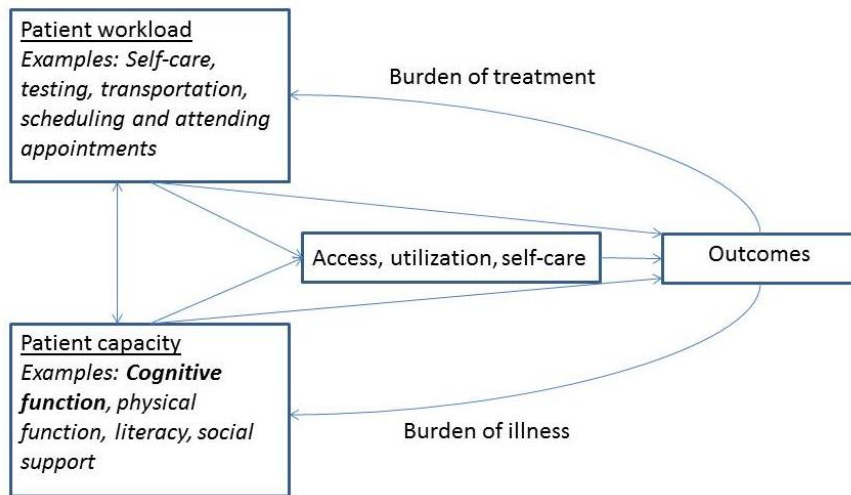 Patient workload
Examples: Self-care,
testing, transportation,
scheduling and attending
appointments
Burden of treatment
Access, utilization, self-care
Outcomes
Patient capacity
Examples: Cognitive
function, physical
function, literacy, social
support
Burden of illness